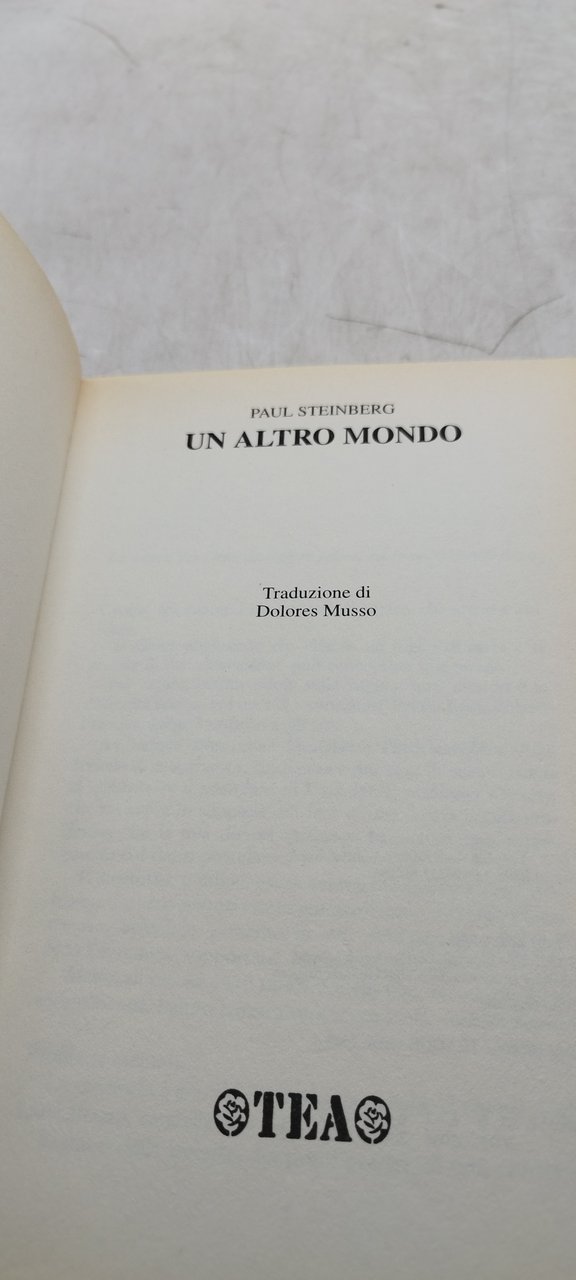 PAUL STEINBERG
UN ALTRO MONDO
Traduzione di
Dolores Musso
TEA